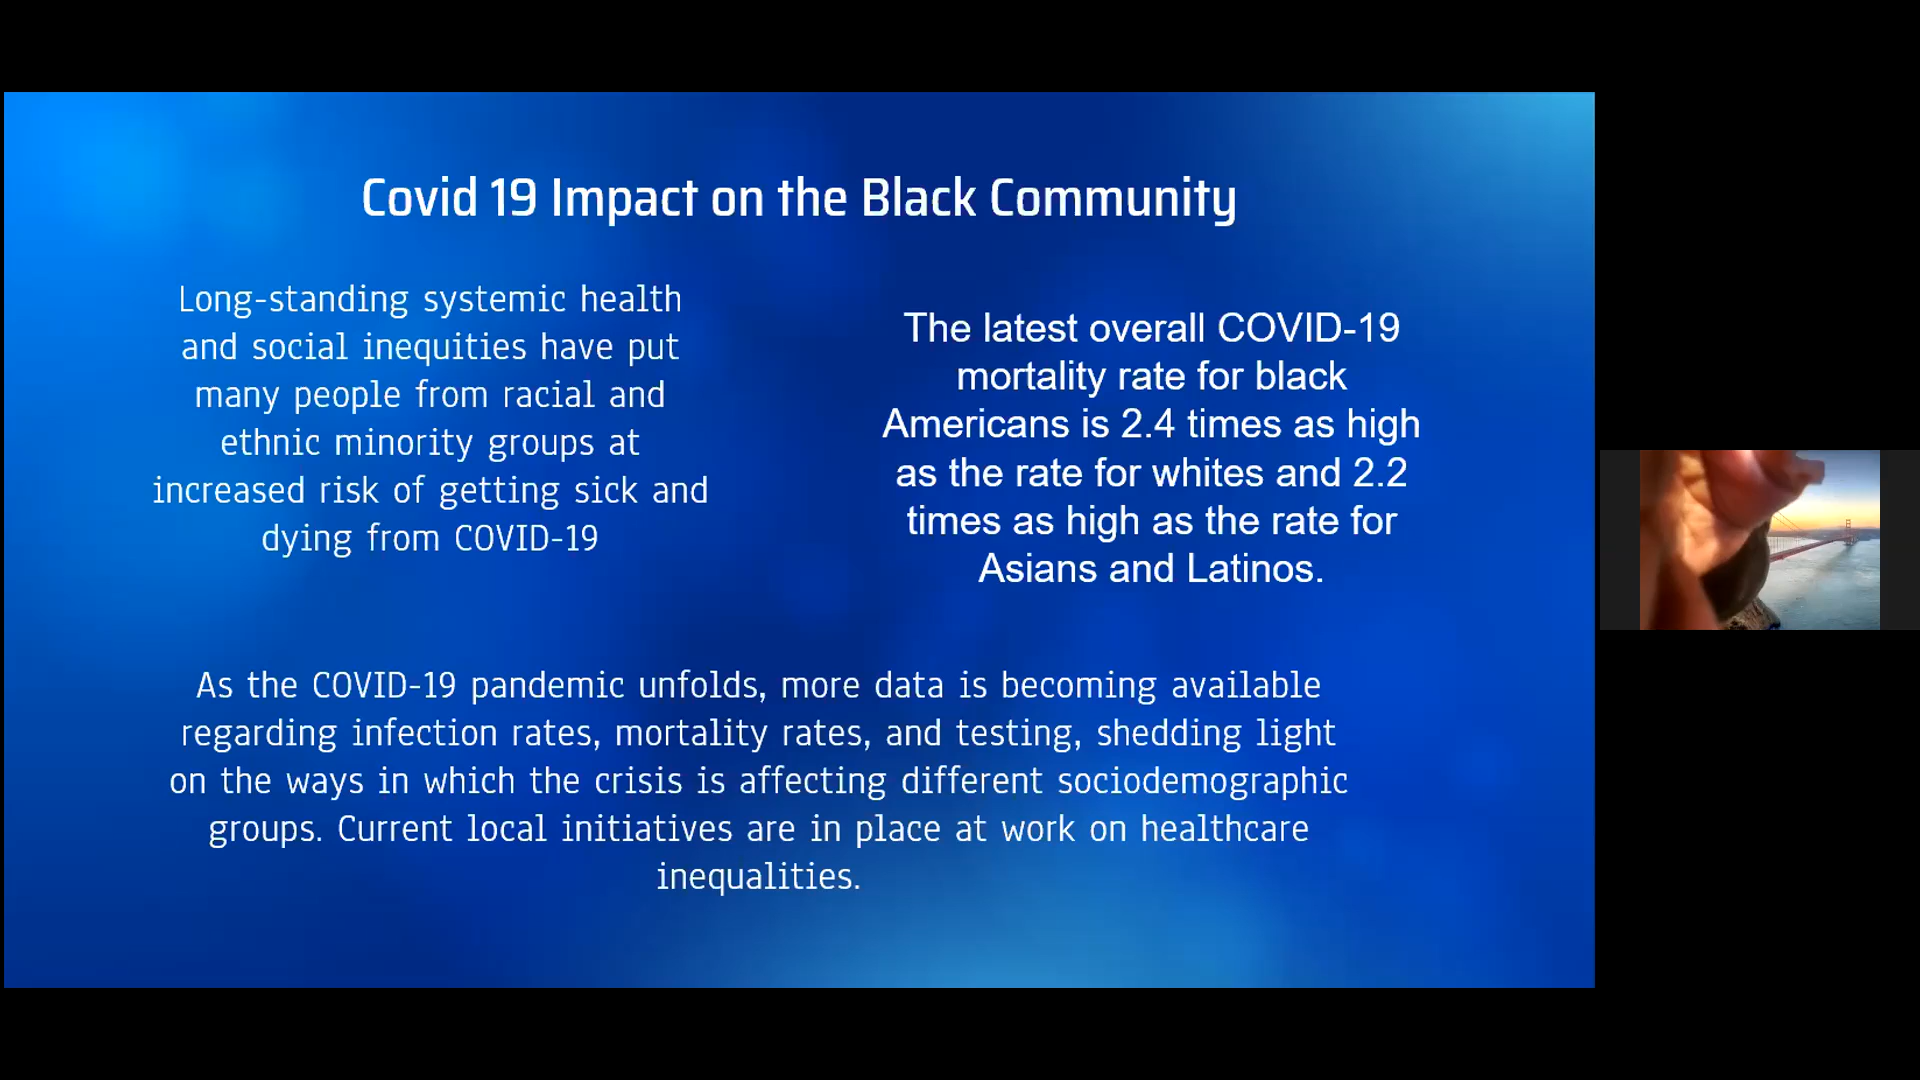 Covid 19 Impact on the Black Community
Long-standing systemic health
and social inequities have put
many people from racial and
ethnic minority groups at
increased risk of getting sick and
dying from COVID-19
The latest overall COVID-19
mortality rate for black
Americans is 2.4 times as high
as the rate for whites and 2.2
times as high as the rate for
Asians and Latinos.
As the COVID-19 pandemic unfolds, more data is becoming available
regarding infection rates, mortality rates, and testing, shedding light
on the ways in which the crisis is affecting different sociodemographic
groups. Current local initiatives are in place at work on healthcare
inequalities.